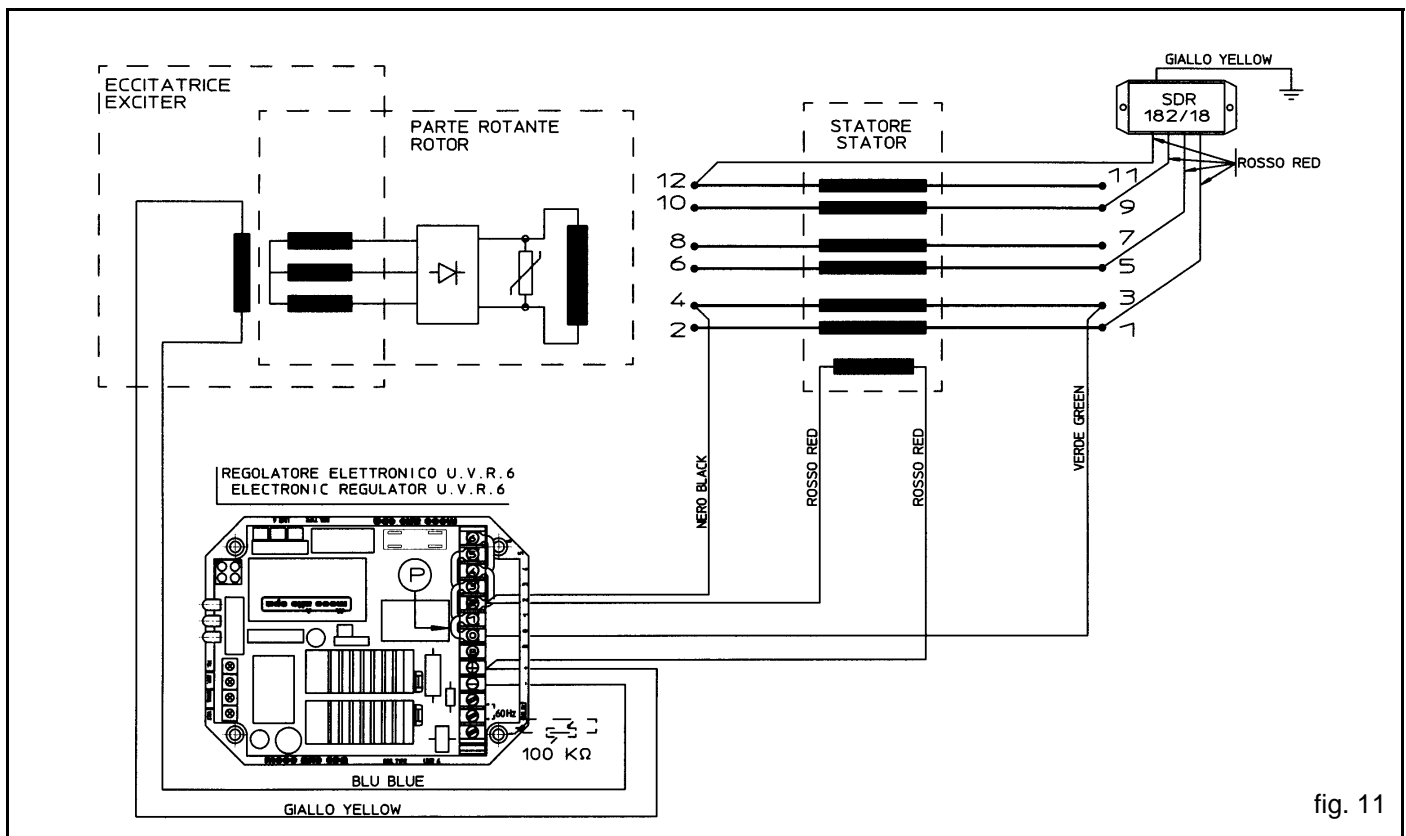 ECCITATRICE
EXCITER
PARTE ROTANTE
ROTOR
STATORE
STATOR
GIALLO YELLOW
SDR
182/18
ROSSO RED
12
11
10
9
8
7
6
5
4
3
2
1
NERO BLACK
ROSSO RED
ROSSO RED
VERDE GREEN
REGOLATORE ELETTRONICO U.V.R.6
ELECTRONIC REGULATOR U.V.R.6
P
60Hz
100 KΩ
BLU BLUE
GIALLO YELLOW
fig. 11